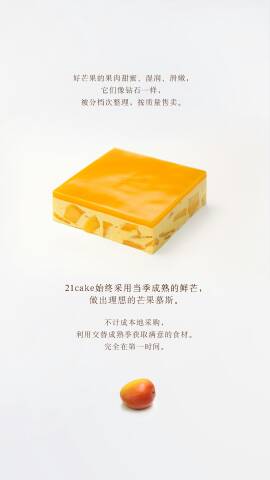 好芒果的果肉甜蜜、湿润、滑嫩，
它们像钻石一样，
被分档次整理，按质量售卖。
21cake始终采用当季成熟的鲜芒，
做出理想的芒果慕斯。
不计成本地采购，
利用交替成熟季获取满意的食材。
完全在第一时间。